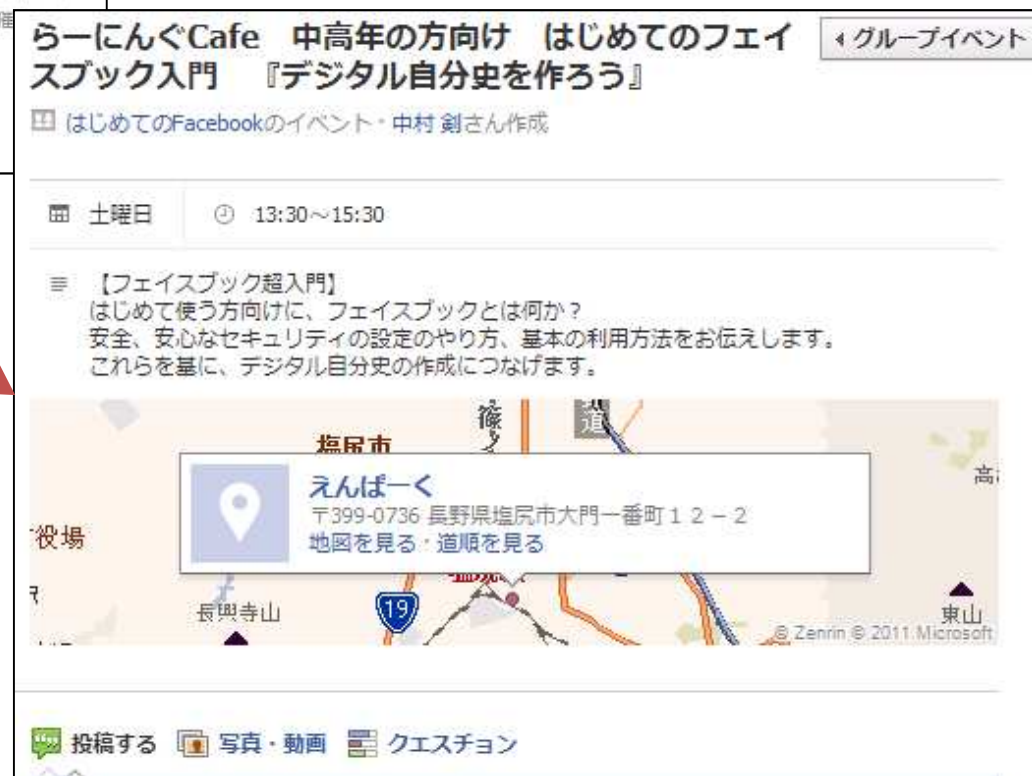 催
らーにんぐCafe　中高年の方向け　はじめてのフェイ
スブック入門　『デジタル自分史を作ろう』
グループイベント
はじめてのFacebookのイベント・中村 剣さん作成
土曜日
13:30～15:30
【フェイスブック超入門】
はじめて使う方向けに、フェイスブックとは何か？
安全、安心なセキュリティの設定のやり方、基本の利用方法をお伝えします。
これらを基に、デジタル自分史の作成につなげます。
篠
道
塩尻市
高
えんぱーく
〒399-0736 長野県塩尻市大門一番町１２－２
地図を見る・道順を見る
役場
長興寺山
19
東山
© Zenrin © 2011 Microsoft
投稿する
写真・動画
クエスチョン